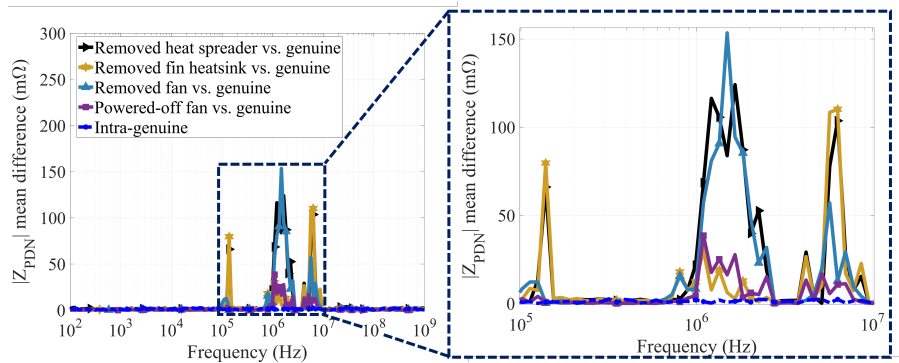 |Z_PDN| mean difference (mΩ)
300
250
200
150
100
50
0
Removed heat spreader vs. genuine
Removed fin heatsink vs. genuine
Removed fan vs. genuine
Powered-off fan vs. genuine
Intra-genuine
10^2 10^3 10^4 10^5 10^6 10^7 10^8 10^9
Frequency (Hz)
|Z_PDN| mean difference (mΩ)
150
100
50
0
10^5 10^6 10^7
Frequency (Hz)